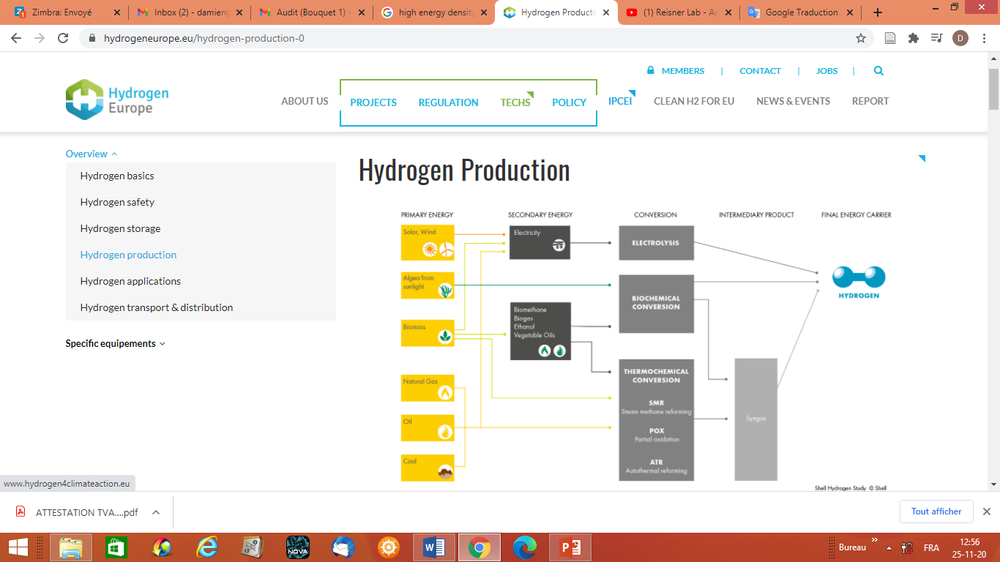 Zimbra: Envoyé
Inbox (2) - damieng
Audit (Bouquet 1) -
high energy density
Hydrogen Producti
(1) Reisner Lab - Ar
Google Traduction
hydrogeneurope.eu/hydrogen-production-0
D
MEMBERS | CONTACT | JOBS |
Hydrogen
Europe
ABOUT US PROJECTS REGULATION TECHS POLICY IPCEI CLEAN H2 FOR EU NEWS & EVENTS REPORT
Overview
Hydrogen basics
Hydrogen safety
Hydrogen storage
Hydrogen production
Hydrogen applications
Hydrogen transport & distribution
Specific equipements
Hydrogen Production
PRIMARY ENERGY SECONDARY ENERGY CONVERSION INTERMEDIARY PRODUCT FINAL ENERGY CARRIER
Solar, Wind
Algea from
sunlight
Biomass
Natural Gas
Oil
Coal
Electricity
Biomethane
Biogas
Ethanol
Vegetable Oils
ELECTROLYSIS
BIOCHEMICAL
CONVERSION
THERMOCHEMICAL
CONVERSION
SMR
Steam methane reforming
POX
Partial oxidation
ATR
Autothermal reforming
Syngas
HYDROGEN
Shell Hydrogen Study © Shell
www.hydrogen4climateaction.eu
ATTESTATION TVA....pdf
Tout afficher
NOVA
Bureau
FRA
12:56
25-11-20